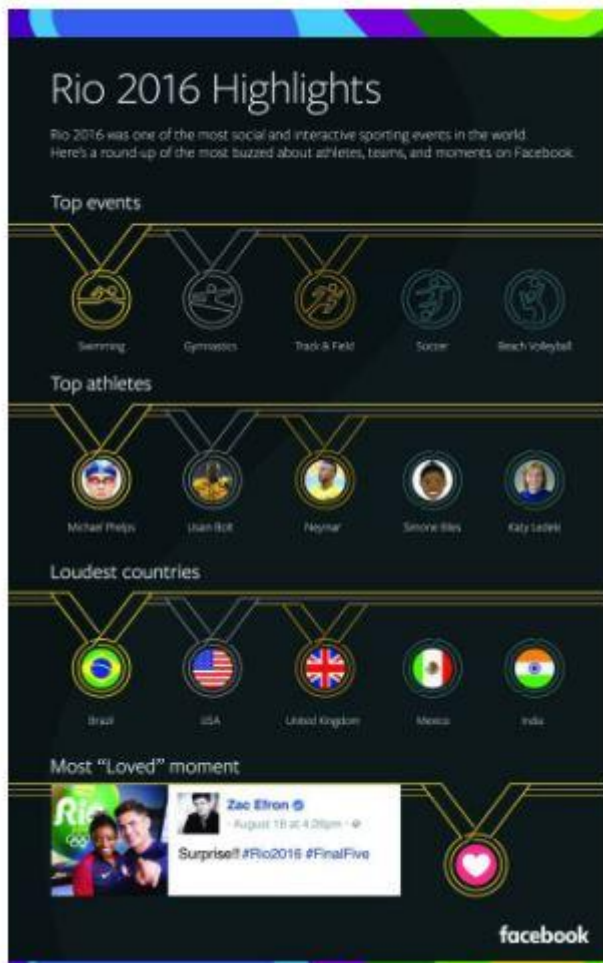 Rio 2016 Highlights
Rio 2016 was one of the most social and interactive sporting events in the world.
Here's a round-up of the most buzzed about athletes, teams, and moments on Facebook.
Top events
Swimming Gymnastics Track & Field Soccer Beach Volleyball
Top athletes
Michael Phelps Usain Bolt Neymar Simone Biles Katy Ledeki
Loudest countries
Brazil USA United Kingdom Mexico India
Most "Loved" moment
Rio
Zac Efron
August 18 at 4:26pm
Surprise!! #Rio2016 #FinalFive
facebook